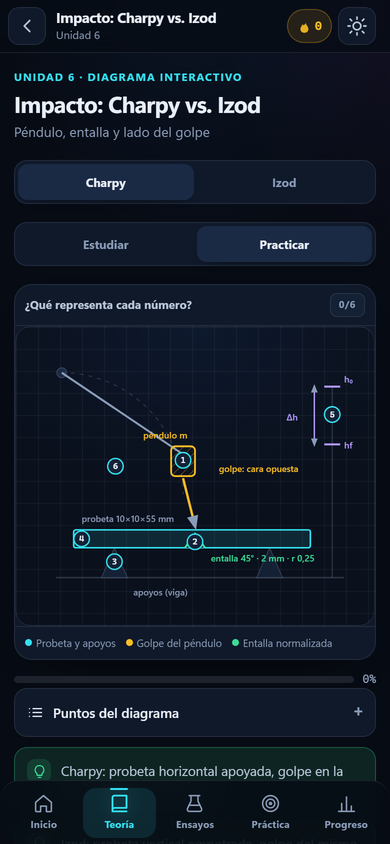 Impacto: Charpy vs. Izod
Unidad 6
0
UNIDAD 6 · DIAGRAMA INTERACTIVO
Impacto: Charpy vs. Izod
Péndulo, entalla y lado del golpe
Charpy
Izod
Estudiar
Practicar
¿Qué representa cada número?
0/6
h₀
Δh
5
péndulo m
1
hf
6
golpe: cara opuesta
probeta 10×10×55 mm
4
2
3
entalla 45° · 2 mm · r 0,25
apoyos (viga)
Probeta y apoyos
Golpe del péndulo
Entalla normalizada
0%
Puntos del diagrama
+
Charpy: probeta horizontal apoyada, golpe en la
Inicio
Teoría
Ensayos
Práctica
Progreso